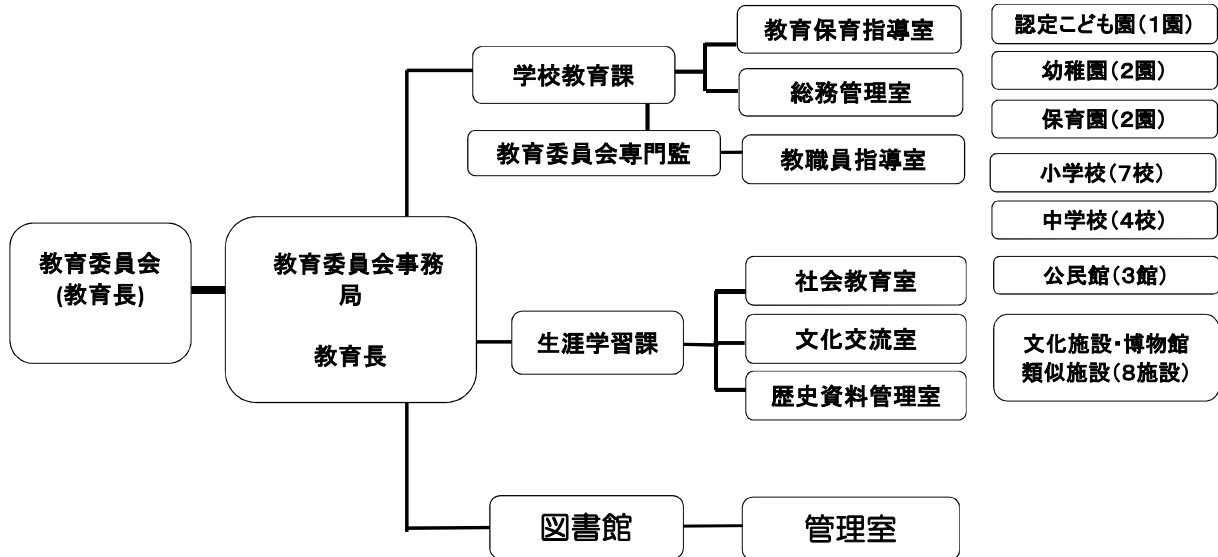 教育保育指導室
認定こども園(1園)
学校教育課
総務管理室
幼稚園(2園)
保育園(2園)
教育委員会専門監
教職員指導室
小学校(7校)
中学校(4校)
教育委員会
(教育長)
教育委員会事務
局
教育長
社会教育室
公民館(3館)
生涯学習課
文化交流室
文化施設・博物館
類似施設(8施設)
歴史資料管理室
図書館
管理室